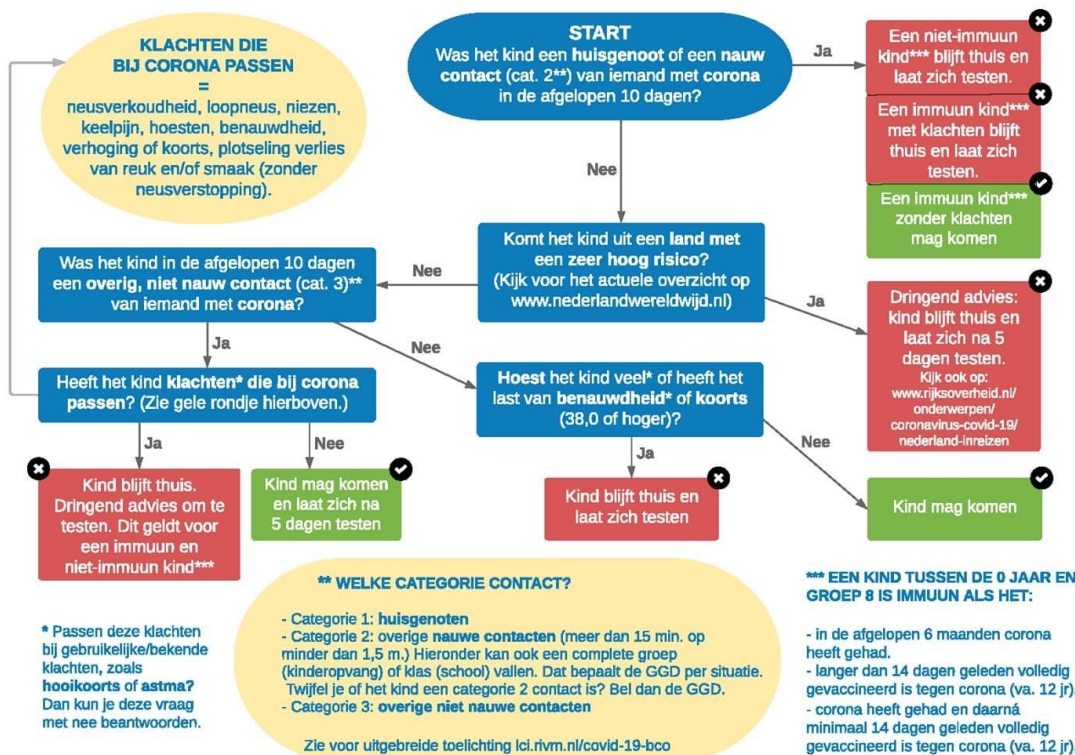 KLACHTEN DIE
BIJ CORONA PASSEN
=
neusverkoudheid, loopneus, niezen,
keelpijn, hoesten, benauwdheid,
verhoging of koorts, plotseling verlies
van reuk en/of smaak (zonder
neusverstopping).
START
Was het kind een huisgenoot of een nauw
contact (cat. 2**) van iemand met corona
in de afgelopen 10 dagen?
Ja
Een niet-immuun
kind*** blijft thuis en
laat zich testen.
Een immuun kind***
met klachten blijft
thuis en laat zich
testen.
Een immuun kind***
zonder klachten
mag komen
Nee
Komt het kind uit een land met
een zeer hoog risico?
(Kijk voor het actuele overzicht op
www.nederlandwereldwijd.nl)
Nee
Was het kind in de afgelopen 10 dagen
een overig, niet nauw contact (cat. 3)**
van iemand met corona?
Ja
Dringend advies:
kind blijft thuis en
laat zich na 5
dagen testen.
Kijk ook op:
www.rijksoverheid.nl/
onderwerpen/
coronavirus-covid-19/
nederland-inreizen
Ja
Nee
Heeft het kind klachten* die bij corona
passen? (Zie gele rondje hierboven.)
Hoest het kind veel* of heeft het
last van benauwdheid* of koorts
(38,0 of hoger)?
Ja
Nee
Ja
Nee
Kind blijft thuis.
Dringend advies om te
testen. Dit geldt voor
een immuun en
niet-immuun kind***
Kind mag komen
en laat zich na
5 dagen testen
Kind blijft thuis en
laat zich testen
Kind mag komen
* Passen deze klachten
bij gebruikelijke/bekende
klachten, zoals
hooikoorts of astma?
Dan kun je deze vraag
met nee beantwoorden.
** WELKE CATEGORIE CONTACT?
- Categorie 1: huisgenoten
- Categorie 2: overige nauwe contacten (meer dan 15 min. op
minder dan 1,5 m.) Hieronder kan ook een complete groep
(kinderopvang) of klas (school) vallen. Dat bepaalt de GGD per situatie.
Twijfel je of het kind een categorie 2 contact is? Bel dan de GGD.
- Categorie 3: overige niet nauwe contacten
Zie voor uitgebreide toelichting lci.rivm.nl/covid-19-bco
*** EEN KIND TUSSEN DE 0 JAAR EN
GROEP 8 IS IMMUUN ALS HET:
- in de afgelopen 6 maanden corona
heeft gehad.
- langer dan 14 dagen geleden volledig
gevaccineerd is tegen corona (va. 12 jr).
- corona heeft gehad en daarná
minimaal 14 dagen geleden volledig
gevaccineerd is tegen corona (va. 12 jr)